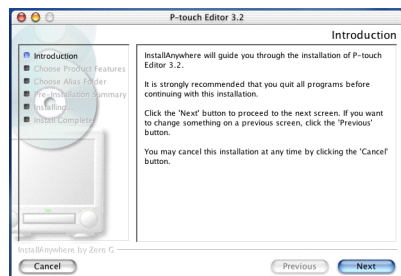 P-touch Editor 3.2
Introduction
Introduction
Choose Product Features
Choose Alias Folder
Pre-Installation Summary
Installing...
Install Complete
InstallAnywhere will guide you through the installation of P-touch
Editor 3.2.
It is strongly recommended that you quit all programs before
continuing with this installation.
Click the 'Next' button to proceed to the next screen. If you want
to change something on a previous screen, click the 'Previous'
button.
You may cancel this installation at any time by clicking the 'Cancel'
button.
InstallAnywhere by Zero G
Cancel
Previous
Next